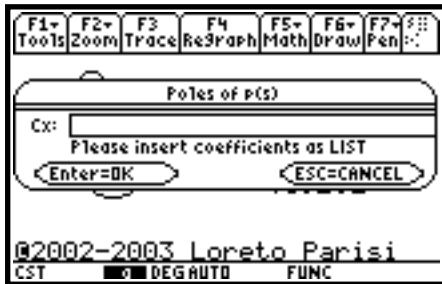 F1▾ F2▾ F3 F4 F5▾ F6▾ F7▾
Tools Zoom Trace ReGraph Math Draw Pen
Poles of p(s)
Cx:
Please insert coefficients as LIST
Enter=OK ESC=CANCEL
@2002-2003 Loreto Parisi
CST DEG AUTO FUNC